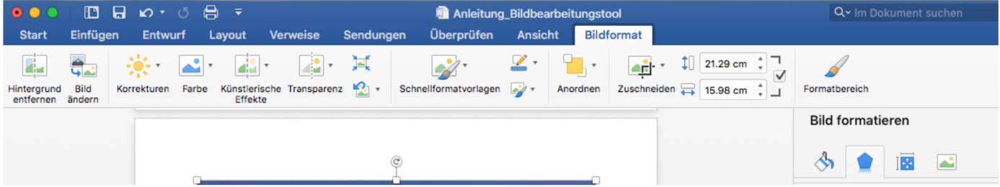 Anleitung_Bildbearbeitungstool
Im Dokument suchen
Start Einfügen Entwurf Layout Verweise Sendungen Überprüfen Ansicht Bildformat
Hintergrund entfernen
Bild ändern
Korrekturen
Farbe
Künstlerische Effekte
Transparenz
Schnellformatvorlagen
Anordnen
Zuschneiden
21.29 cm
15.98 cm
Formatbereich
Bild formatieren